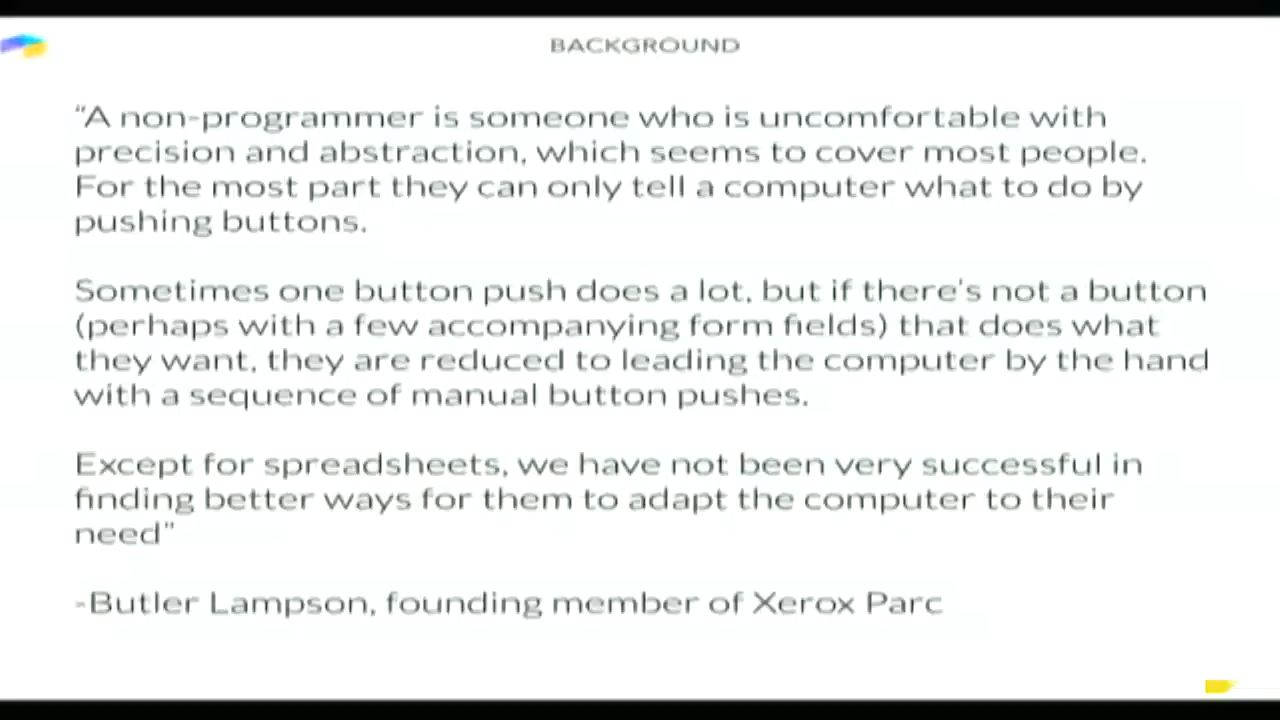 BACKGROUND
“A non-programmer is someone who is uncomfortable with
precision and abstraction, which seems to cover most people.
For the most part they can only tell a computer what to do by
pushing buttons.
Sometimes one button push does a lot, but if there's not a button
(perhaps with a few accompanying form fields) that does what
they want, they are reduced to leading the computer by the hand
with a sequence of manual button pushes.
Except for spreadsheets, we have not been very successful in
finding better ways for them to adapt the computer to their
need”
-Butler Lampson, founding member of Xerox Parc